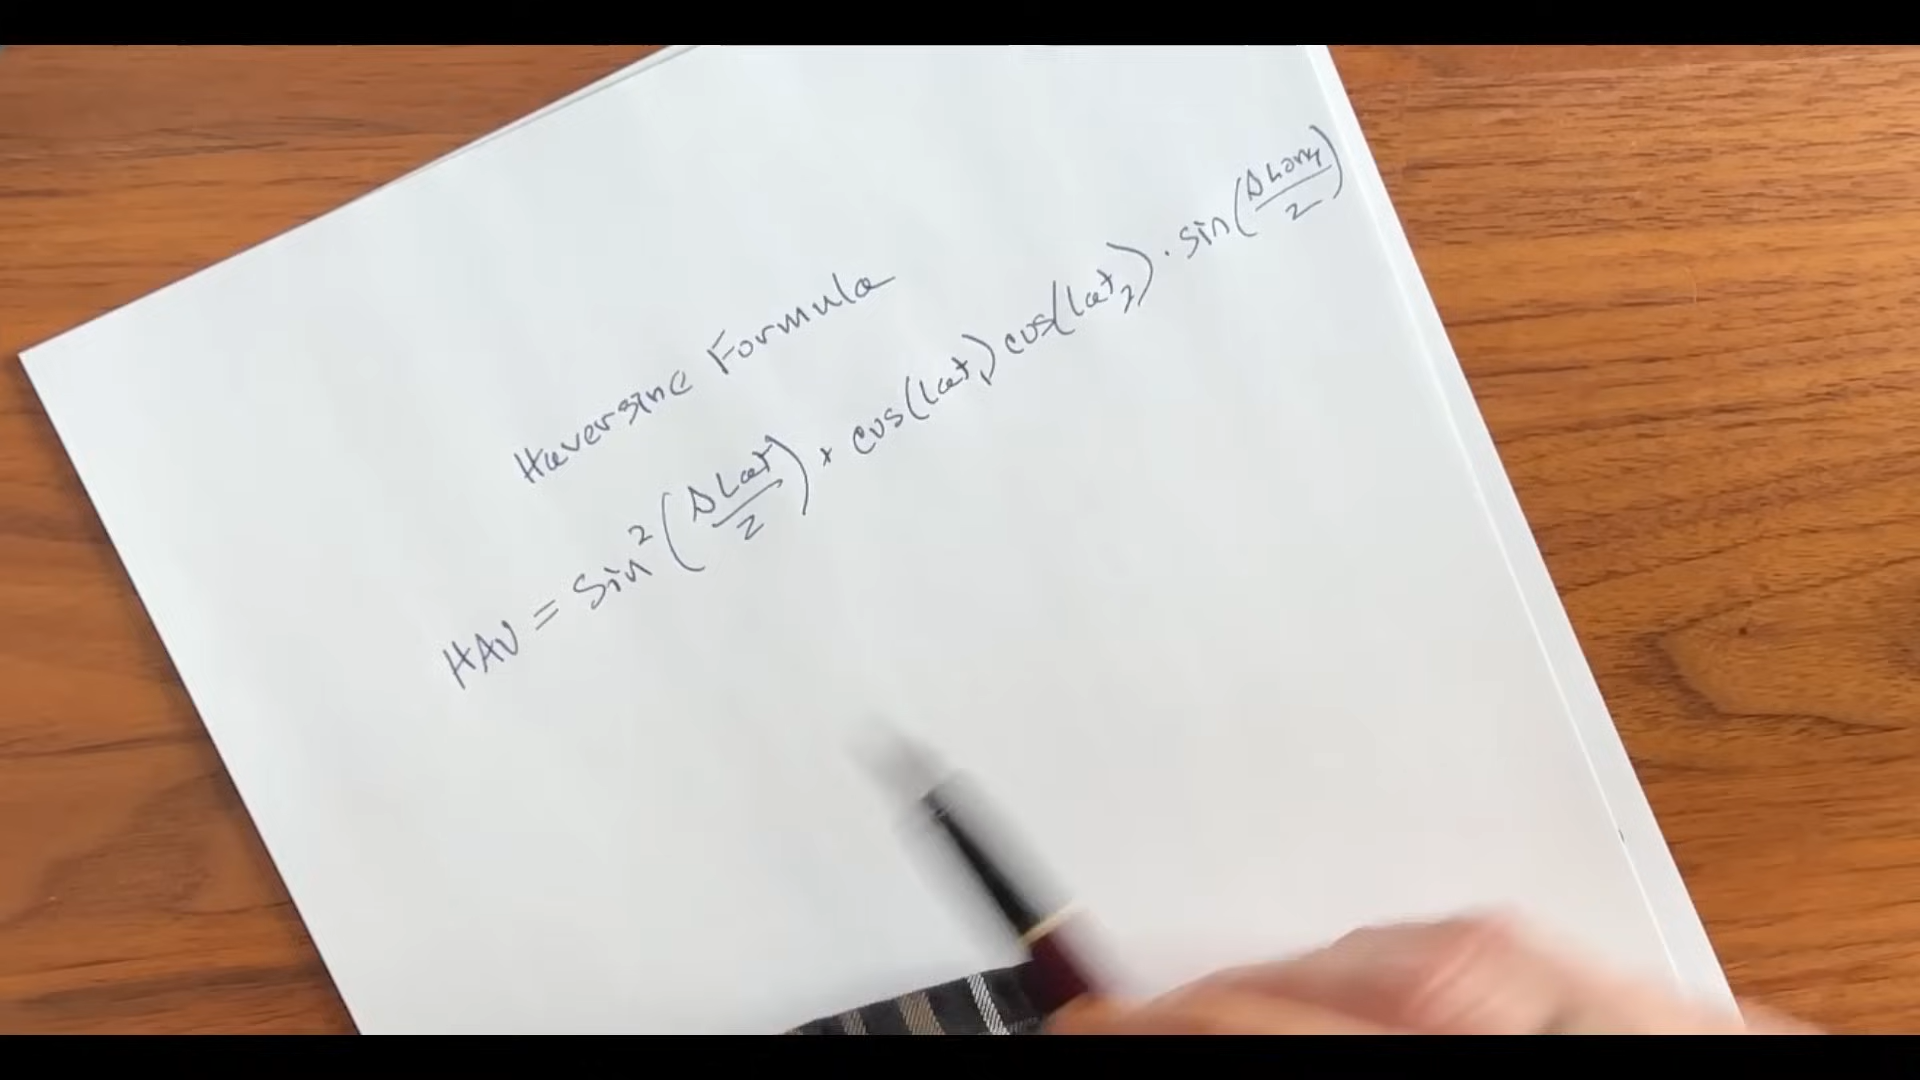 Haversine Formula
HAV = sin²(ΔLat/2) + cos(Lat₁) cos(Lat₂) · sin(ΔLong/2)